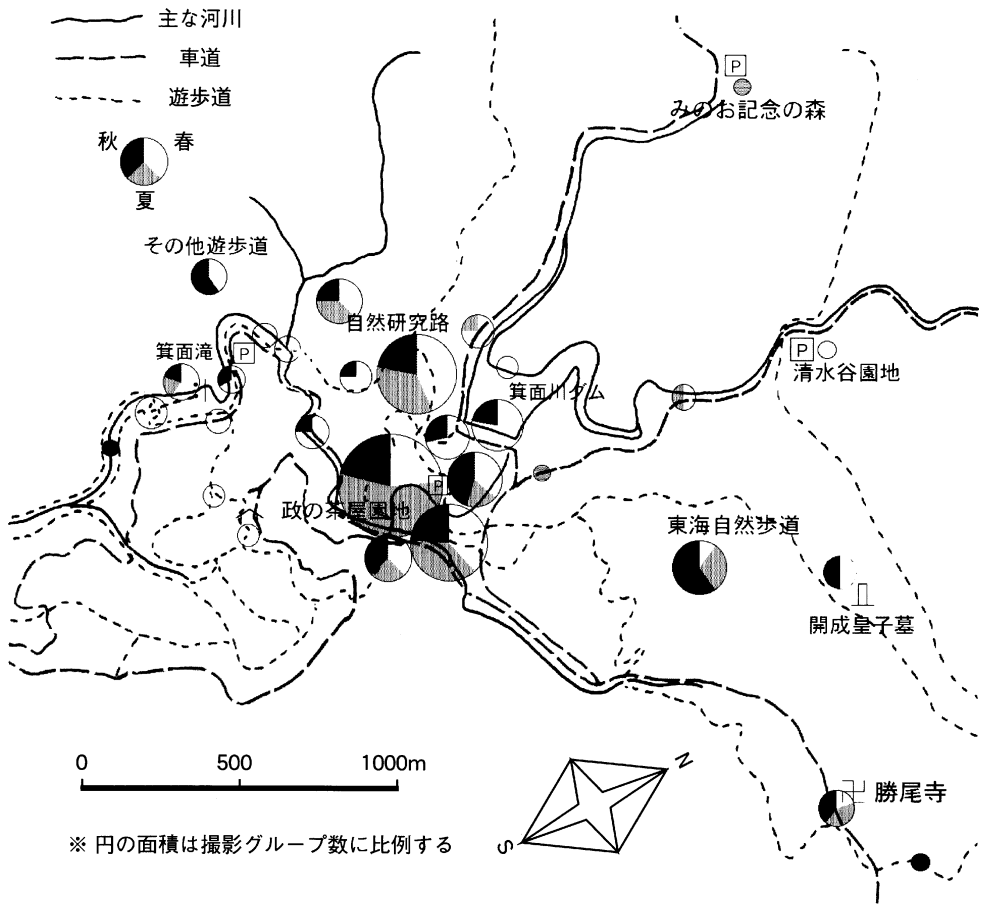 主な河川
車道
遊歩道
秋 春
夏
P
みのお記念の森
その他遊歩道
自然研究路
箕面滝
P
P
清水谷園地
箕面川ダム
P
政の茶屋園地
東海自然歩道
開成皇子墓
0 500 1000m
N
S
卍 勝尾寺
※ 円の面積は撮影グループ数に比例する